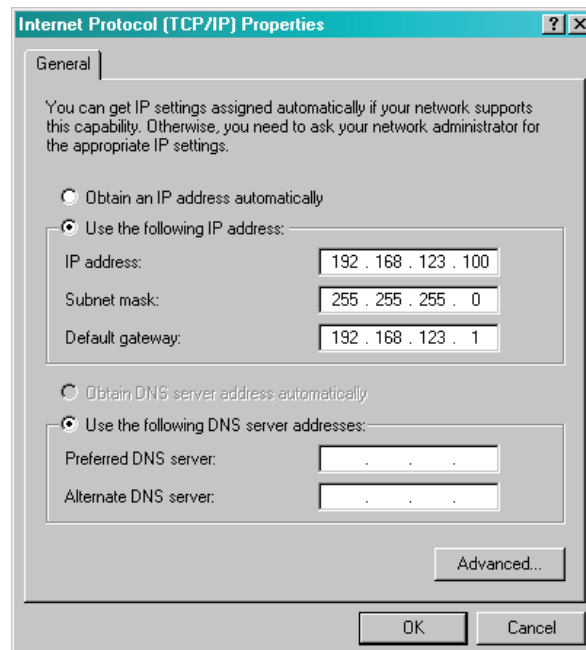 Internet Protocol (TCP/IP) Properties
General
You can get IP settings assigned automatically if your network supports
this capability. Otherwise, you need to ask your network administrator for
the appropriate IP settings.
Obtain an IP address automatically
Use the following IP address:
IP address: 192 . 168 . 123 . 100
Subnet mask: 255 . 255 . 255 . 0
Default gateway: 192 . 168 . 123 . 1
Obtain DNS server address automatically
Use the following DNS server addresses:
Preferred DNS server: . . .
Alternate DNS server: . . .
Advanced...
OK Cancel